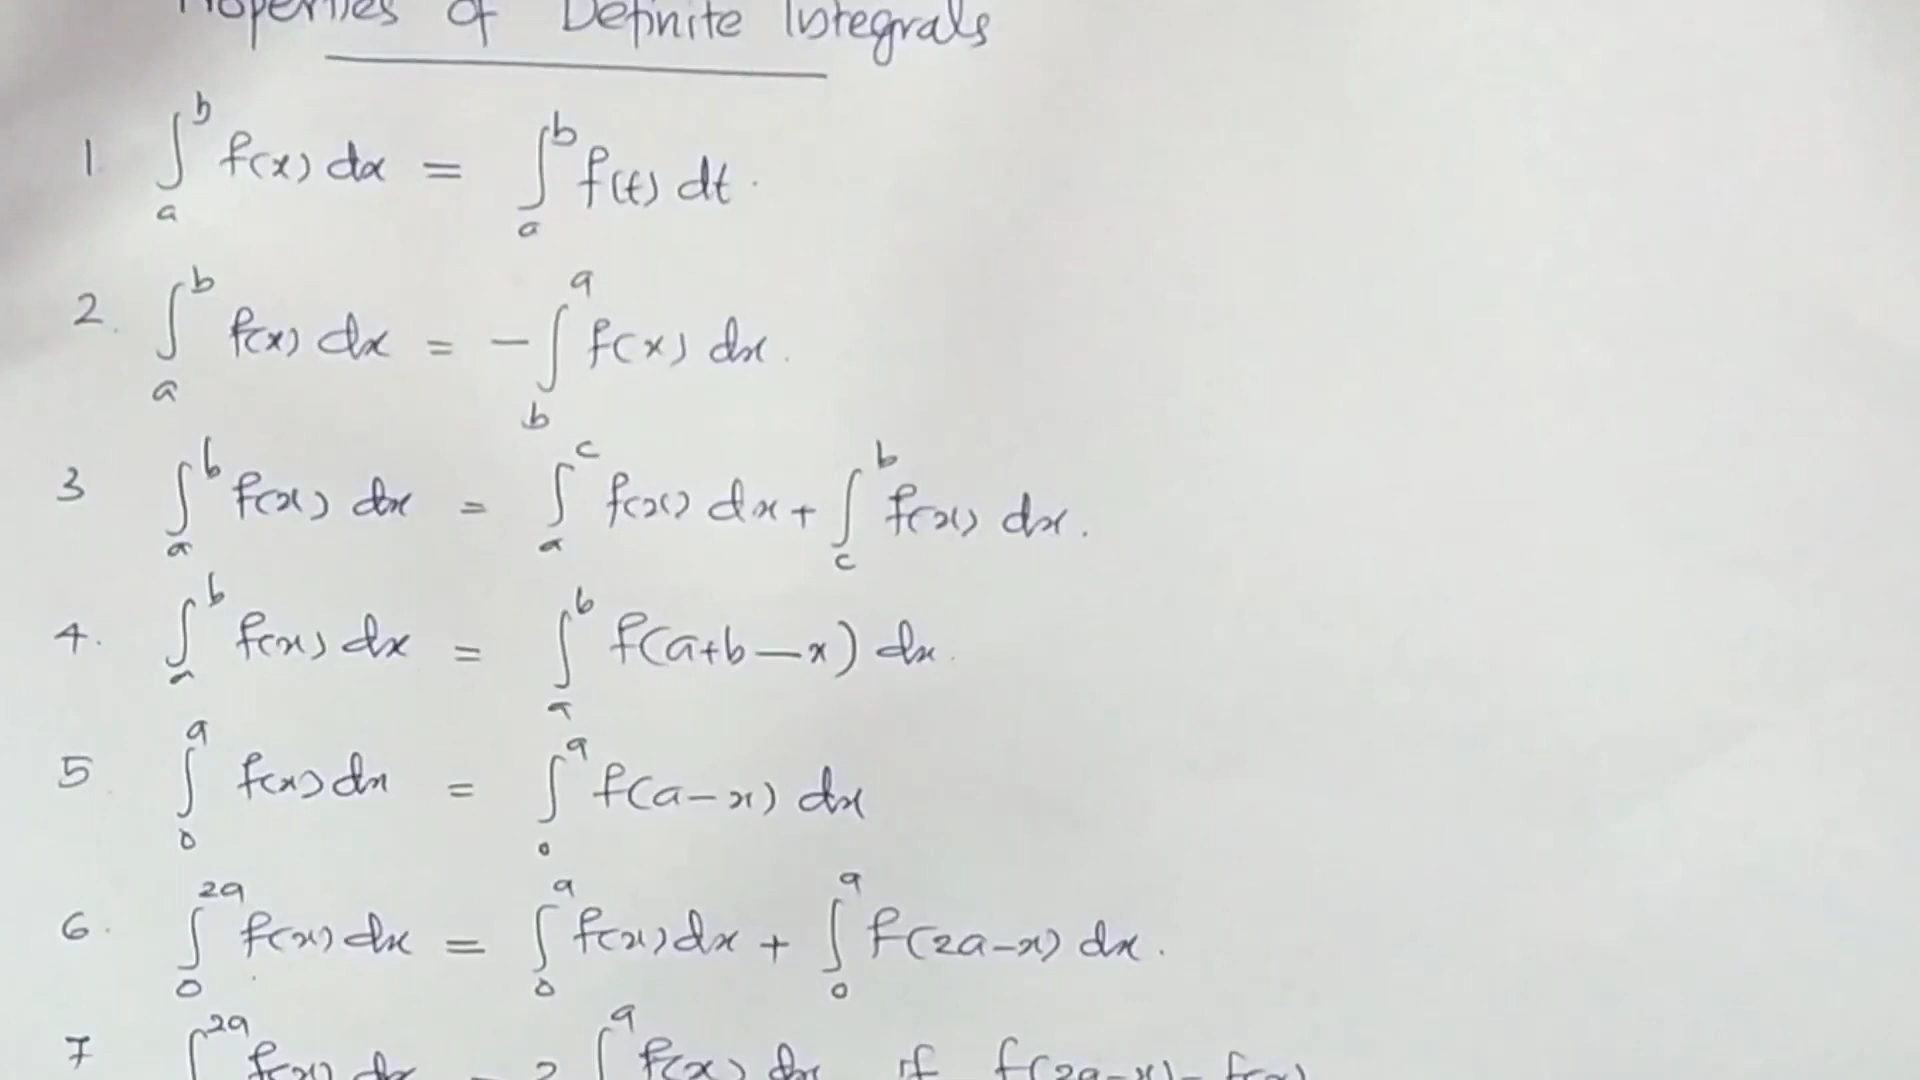 Properties of Definite Integrals
1. ∫_a^b f(x) dx = ∫_a^b f(t) dt.
2. ∫_a^b f(x) dx = -∫_b^a f(x) dx.
3 ∫_a^b f(x) dx = ∫_a^c f(x) dx + ∫_c^b f(x) dx.
4. ∫_a^b f(x) dx = ∫_a^b f(a+b-x) dx.
5. ∫_0^a f(x) dx = ∫_0^a f(a-x) dx
6. ∫_0^{2a} f(x) dx = ∫_0^a f(x) dx + ∫_0^a f(2a-x) dx.
7 ∫^{2a} f(x) dx = 2 ∫^a f(x) dx if f(2a-x) = f(x)